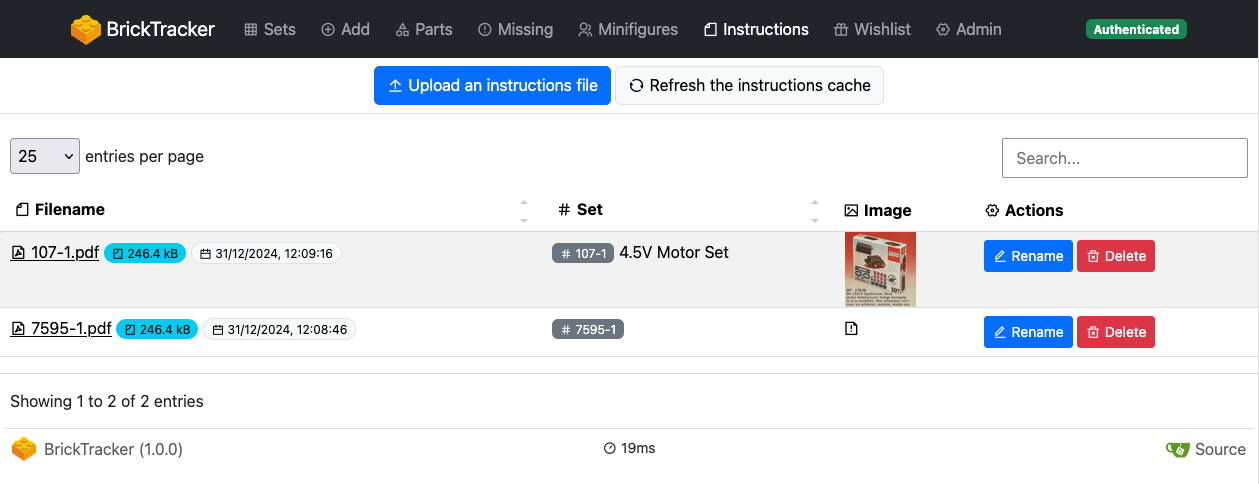 BrickTracker Sets Add Parts Missing Minifigures Instructions Wishlist Admin Authenticated
Upload an instructions file Refresh the instructions cache
25 entries per page Search...
Filename # Set Image Actions
107-1.pdf 246.4 kB 31/12/2024, 12:09:16 # 107-1 4.5V Motor Set LEGO 107 Rename Delete
7595-1.pdf 246.4 kB 31/12/2024, 12:08:46 # 7595-1 Rename Delete
Showing 1 to 2 of 2 entries
BrickTracker (1.0.0) 19ms Source